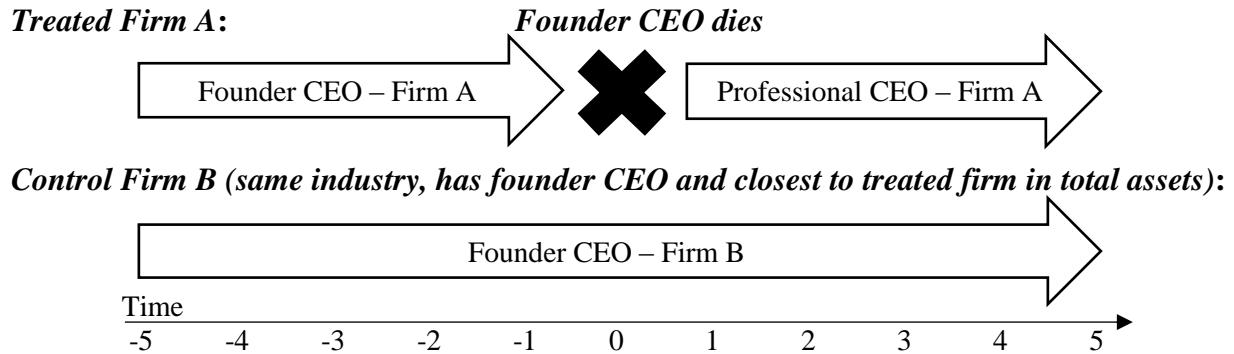 Treated Firm A: Founder CEO dies
Founder CEO – Firm A Professional CEO – Firm A
Control Firm B (same industry, has founder CEO and closest to treated firm in total assets):
Founder CEO – Firm B
Time
-5 -4 -3 -2 -1 0 1 2 3 4 5